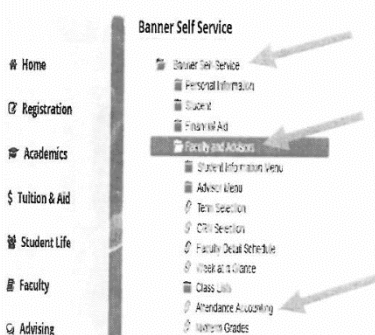 Banner Self Service
Home
Registration
Academics
$ Tuition & Aid
Student Life
Faculty
Advising
Banner Self-Service
Personal Information
Student
Financial Aid
Faculty and Advisors
Student Information Menu
Advisor Menu
Term Selection
CRN Selection
Faculty Detail Schedule
Week at a Glance
Class Lists
Attendance Accounting
Midterm Grades